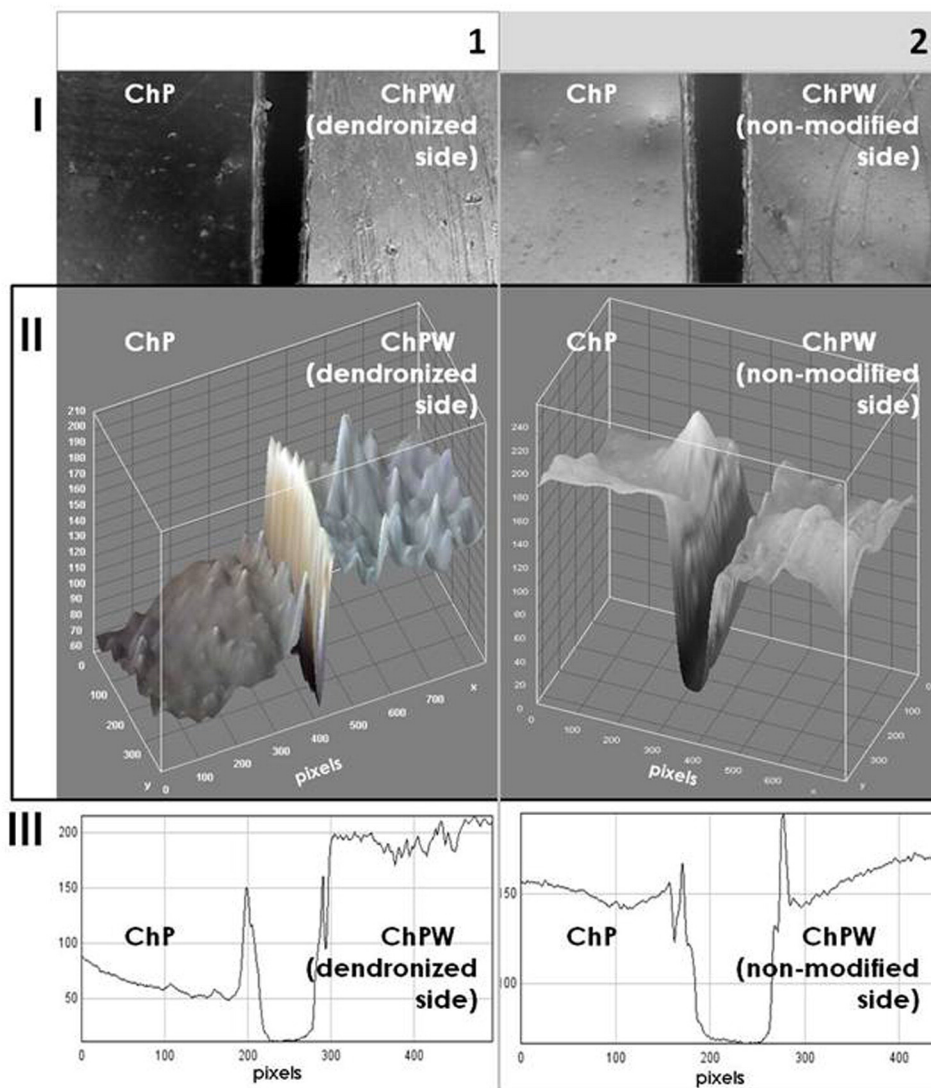 1
2
I
ChP
ChPW
(dendronized
side)
ChP
ChPW
(non-modified
side)
II
ChP
ChPW
(dendronized
side)
210
200
190
180
170
160
150
140
130
120
110
100
90
80
70
60
0
100
200
300
y
0
100
200
300
400
500
600
700
x
pixels
ChP
ChPW
(non-modified
side)
240
220
200
180
160
140
120
100
80
60
40
20
0
0
100
200
300
400
500
600
pixels
y
300
200
100
0
III
200
150
100
50
ChP
ChPW
(dendronized
side)
0
100
200
300
400
pixels
150
100
ChP
ChPW
(non-modified
side)
0
100
200
300
400
pixels